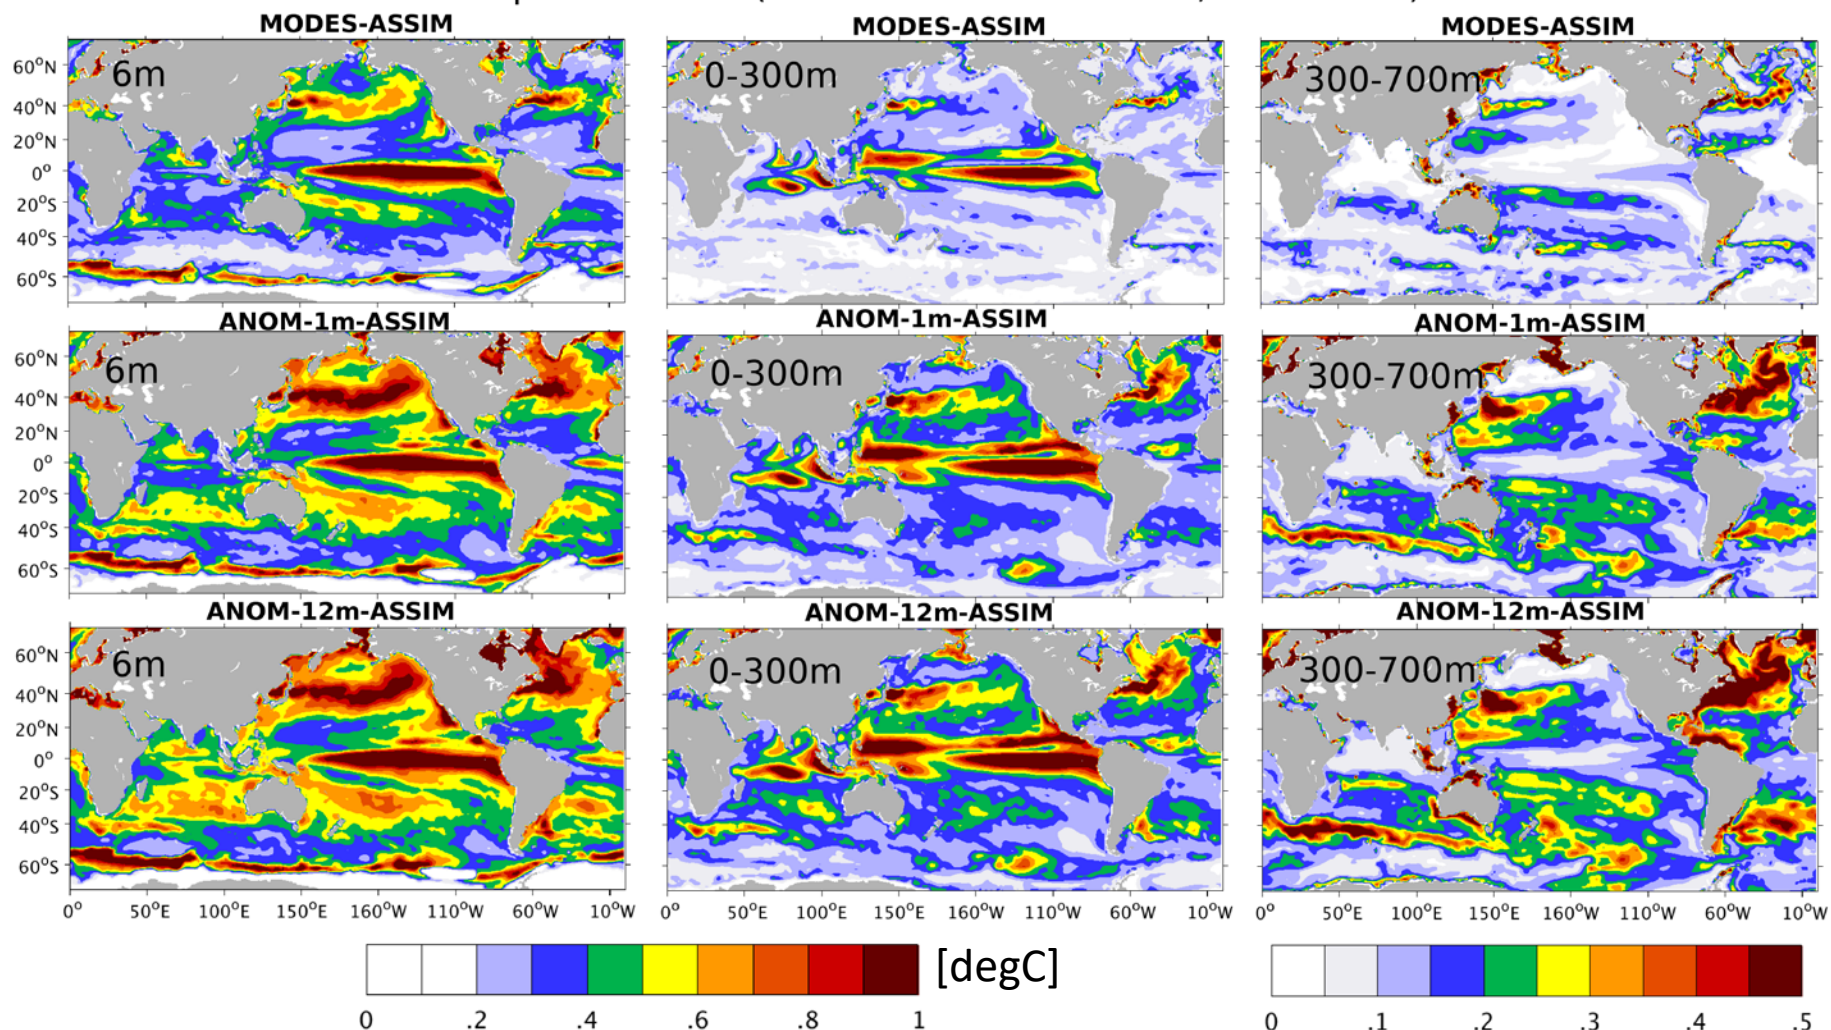 MODES-ASSIM MODES-ASSIM MODES-ASSIM
6m 0-300m 300-700m
60°N
40°N
20°N
0°
20°S
40°S
60°S
ANOM-1m-ASSIM ANOM-1m-ASSIM ANOM-1m-ASSIM
6m 0-300m 300-700m
60°N
40°N
20°N
0°
20°S
40°S
60°S
ANOM-12m-ASSIM ANOM-12m-ASSIM ANOM-12m-ASSIM
6m 0-300m 300-700m
60°N
40°N
20°N
0°
20°S
40°S
60°S
0° 50°E 100°E 150°E 160°W 110°W 60°W 10°W 0° 50°E 100°E 150°E 160°W 110°W 60°W 10°W 0° 50°E 100°E 150°E 160°W 110°W 60°W 10°W
[degC]
0 .2 .4 .6 .8 1 0 .1 .2 .3 .4 .5